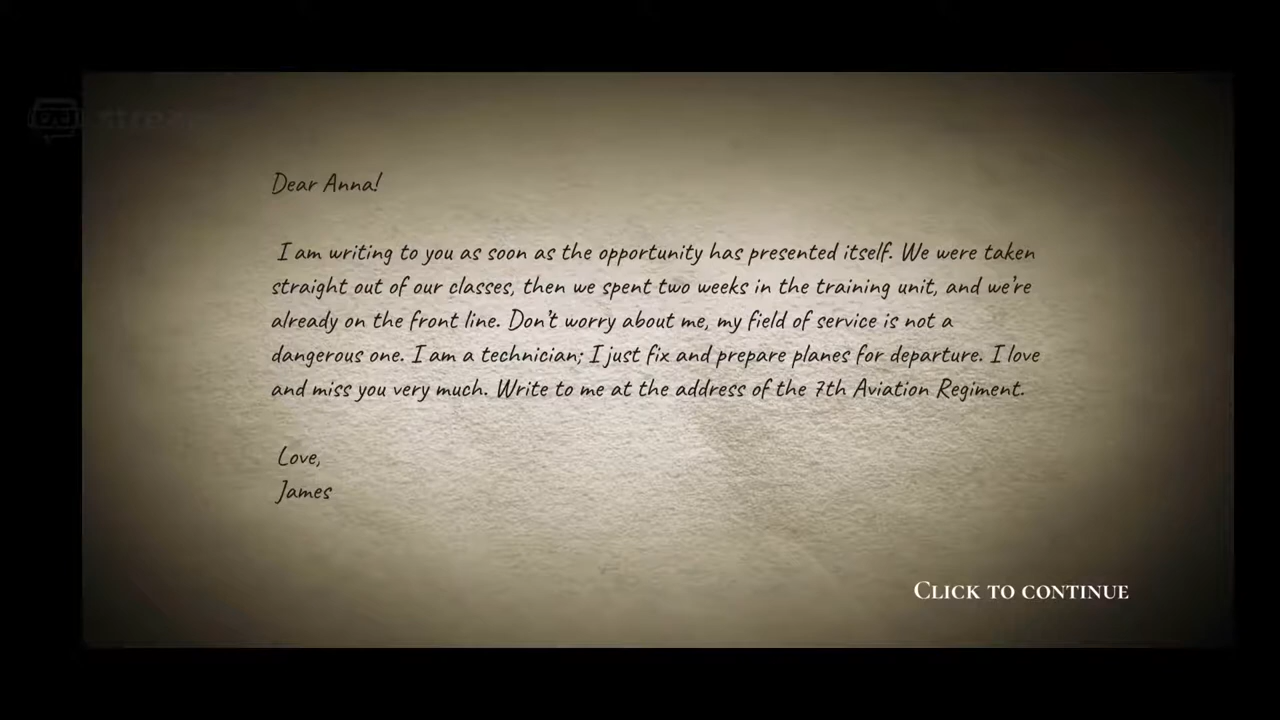 Dear Anna!
I am writing to you as soon as the opportunity has presented itself. We were taken
straight out of our classes, then we spent two weeks in the training unit, and we're
already on the front line. Don't worry about me, my field of service is not a
dangerous one. I am a technician; I just fix and prepare planes for departure. I love
and miss you very much. Write to me at the address of the 7th Aviation Regiment.
Love,
James
Click to continue